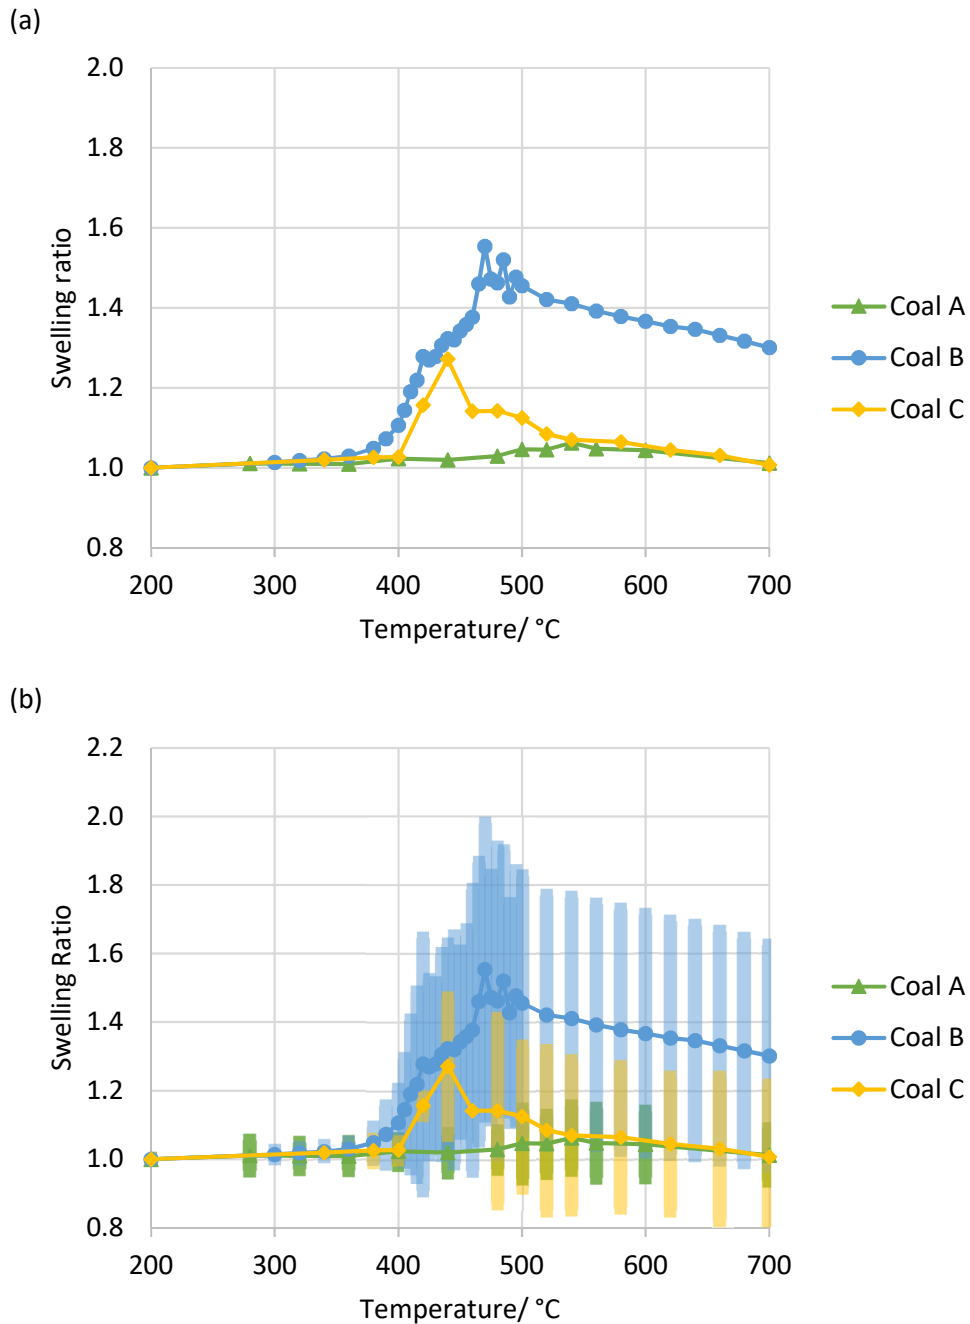 (a)
2.0
1.8
1.6
1.4
1.2
1.0
0.8
Swelling ratio
200 300 400 500 600 700
Temperature/ °C
Coal A
Coal B
Coal C
(b)
2.2
2.0
1.8
1.6
1.4
1.2
1.0
0.8
Swelling Ratio
200 300 400 500 600 700
Temperature/ °C
Coal A
Coal B
Coal C